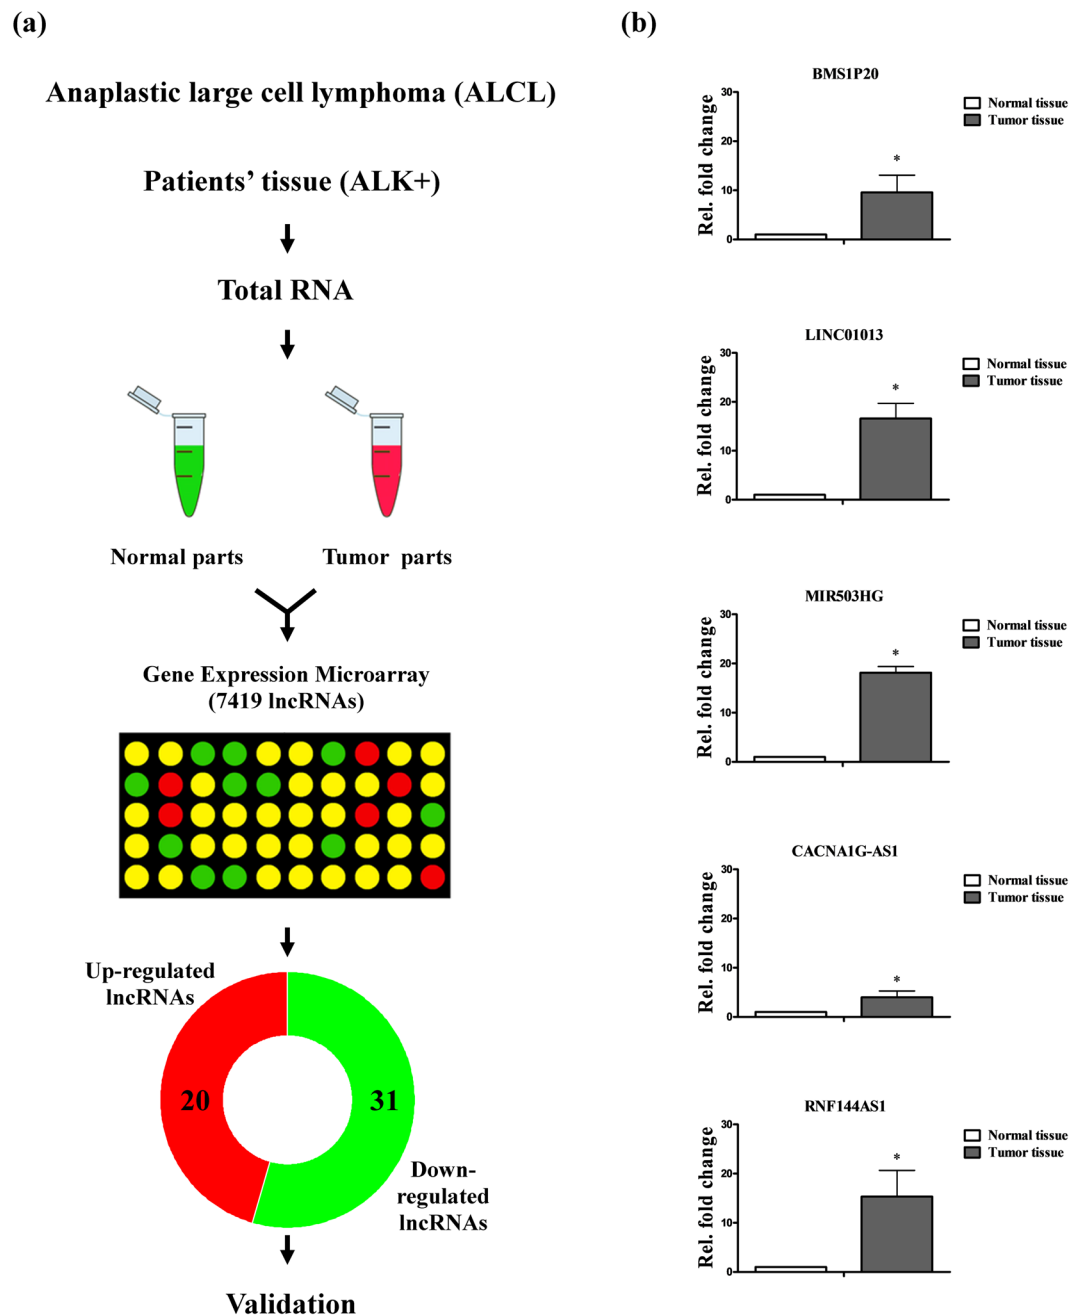 (a)
Anaplastic large cell lymphoma (ALCL)
Patients’ tissue (ALK+)
Total RNA
Normal parts
Tumor parts
Gene Expression Microarray
(7419 lncRNAs)
Up-regulated
lncRNAs
20
31
Down-
regulated
lncRNAs
Validation
(b)
BMS1P20
Rel. fold change
30
20
10
0
*
Normal tissue
Tumor tissue
LINC01013
Rel. fold change
30
20
10
0
*
Normal tissue
Tumor tissue
MIR503HG
Rel. fold change
30
20
10
0
*
Normal tissue
Tumor tissue
CACNA1G-AS1
Rel. fold change
30
20
10
0
*
Normal tissue
Tumor tissue
RNF144AS1
Rel. fold change
30
20
10
0
*
Normal tissue
Tumor tissue